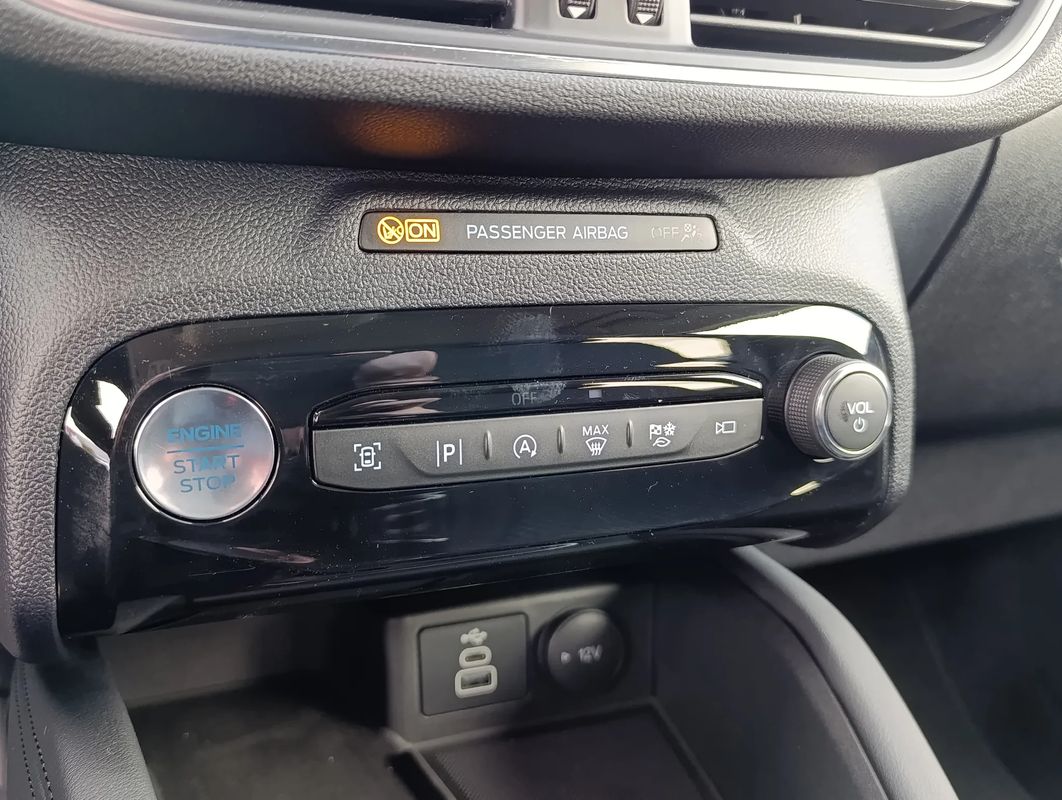 ON PASSENGER AIRBAG OFF
OFF
ENGINE
START
STOP
P
A
MAX
VOL
12V